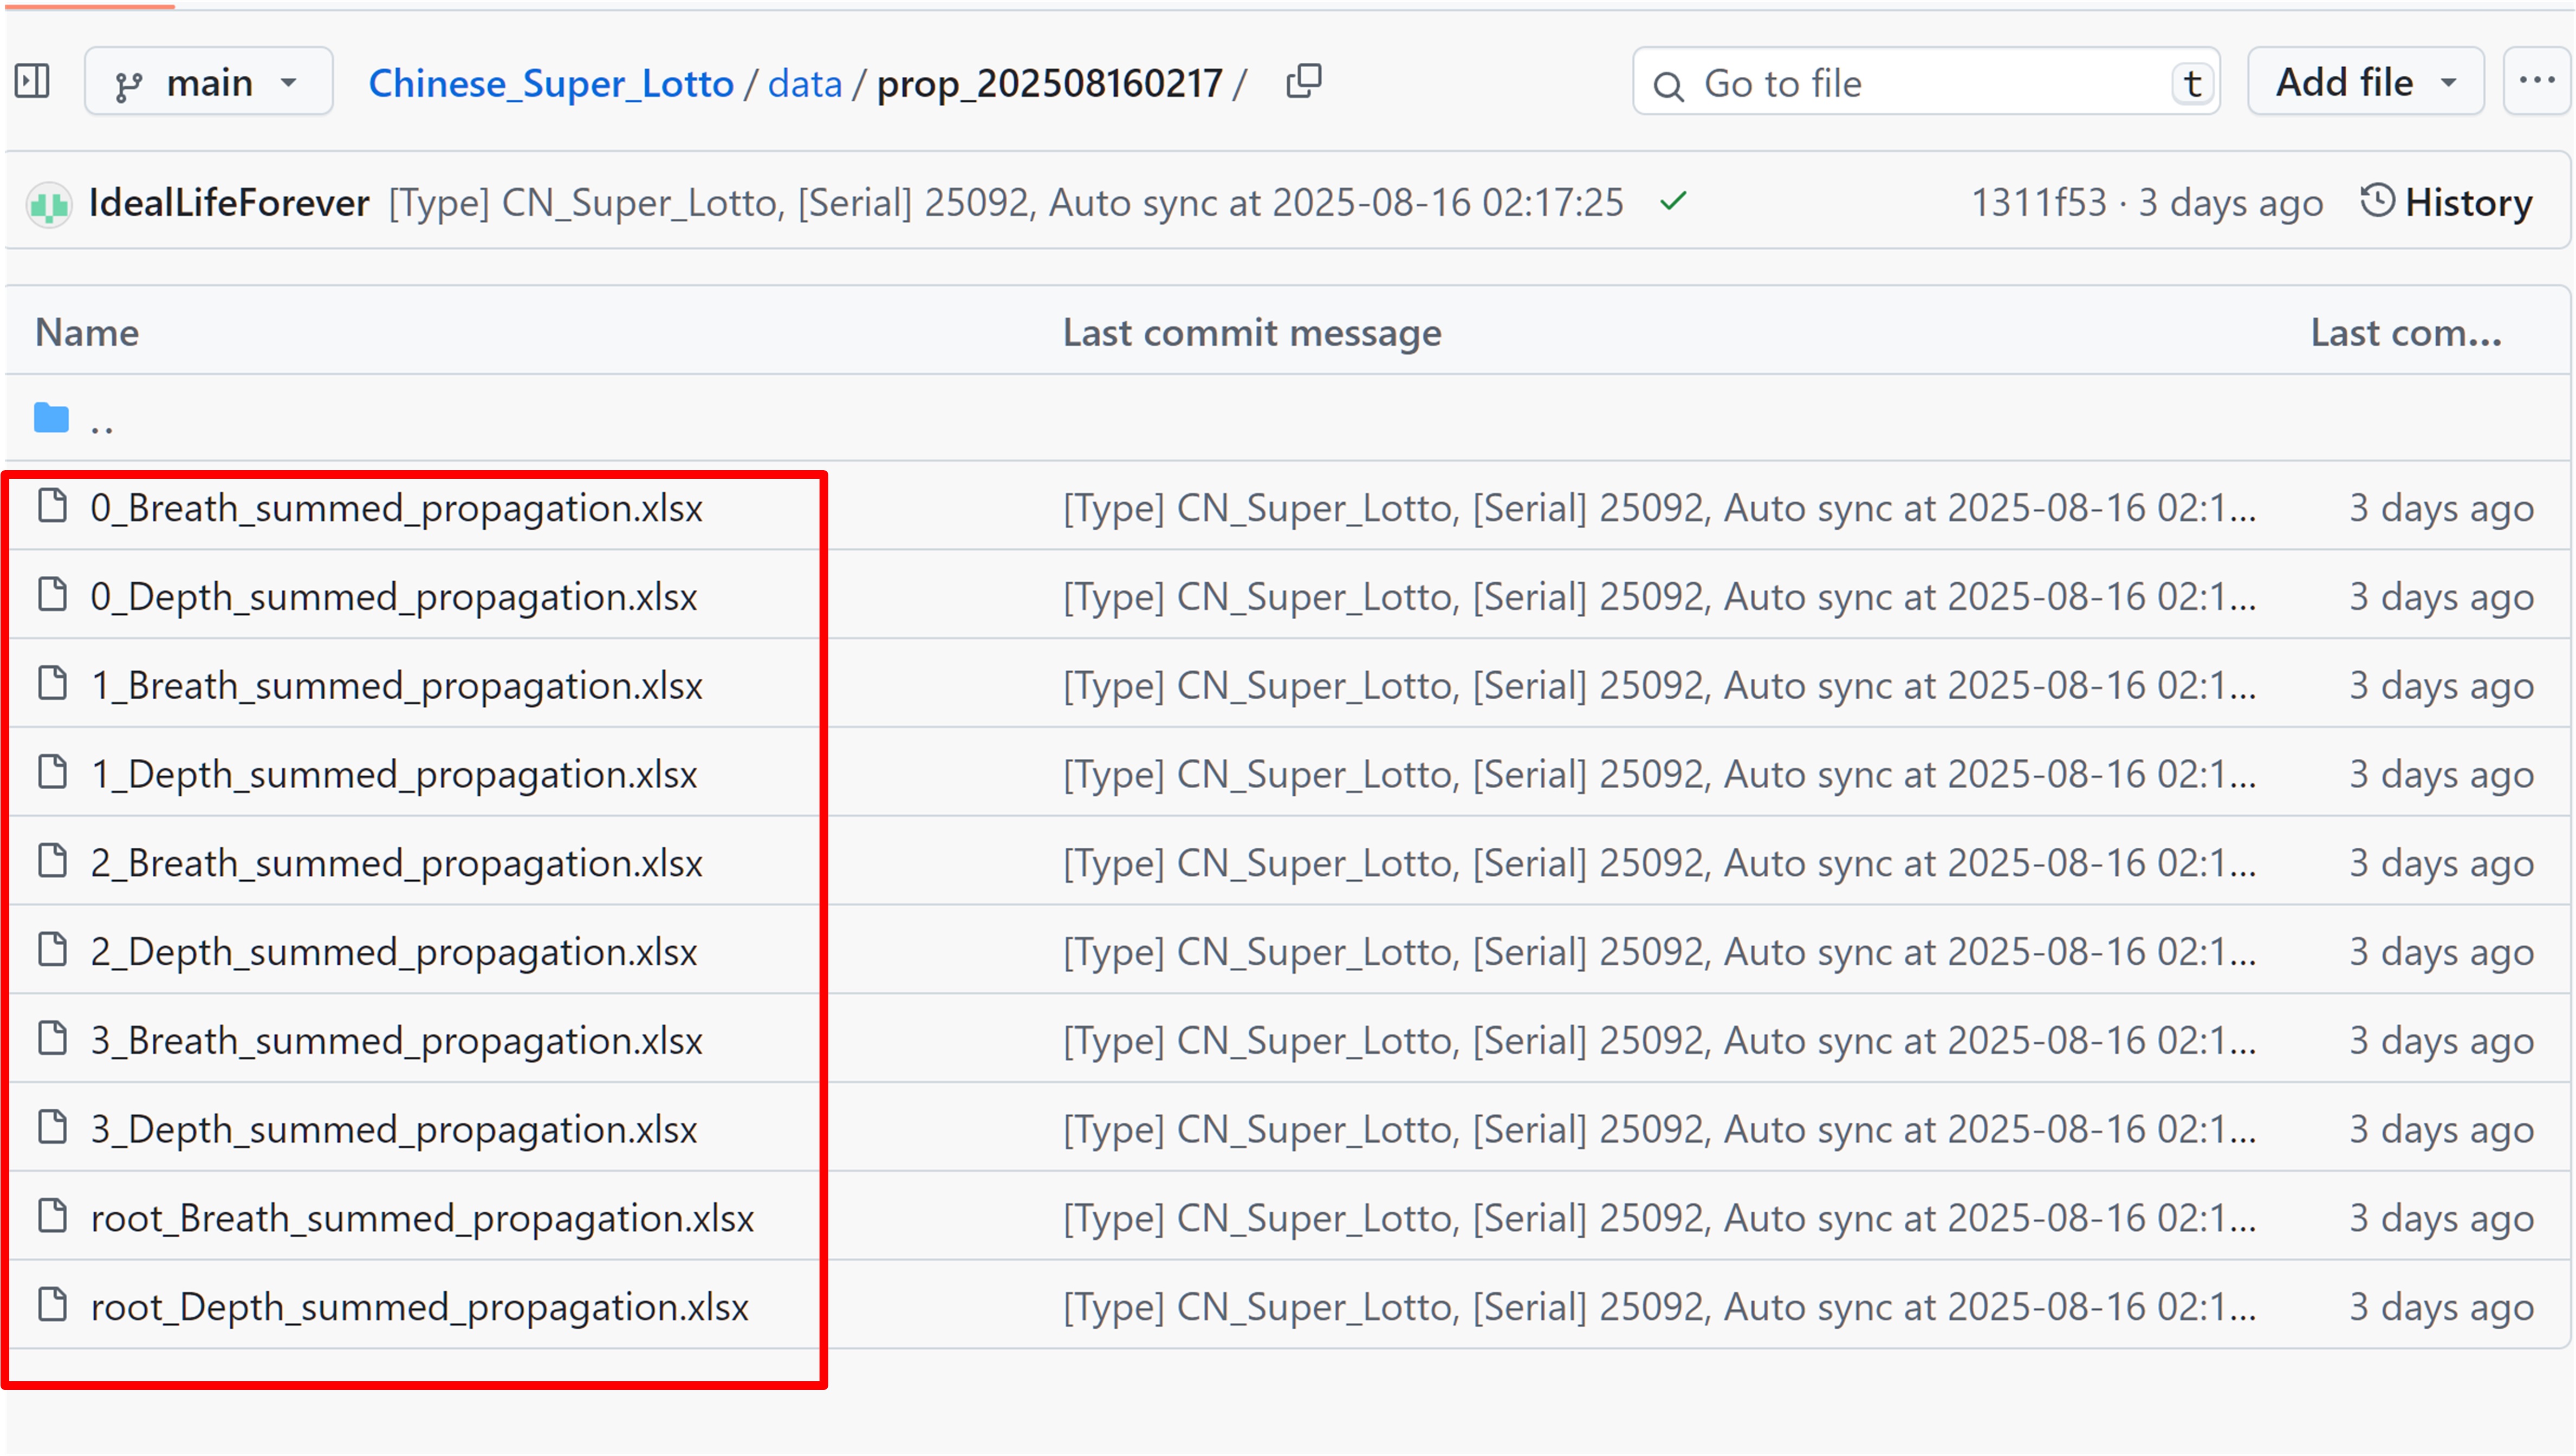 main Chinese_Super_Lotto / data / prop_202508160217 / Go to file t Add file ...
IdealLifeForever [Type] CN_Super_Lotto, [Serial] 25092, Auto sync at 2025-08-16 02:17:25 1311f53 · 3 days ago History
Name Last commit message Last com...
..
0_Breath_summed_propagation.xlsx [Type] CN_Super_Lotto, [Serial] 25092, Auto sync at 2025-08-16 02:1... 3 days ago
0_Depth_summed_propagation.xlsx [Type] CN_Super_Lotto, [Serial] 25092, Auto sync at 2025-08-16 02:1... 3 days ago
1_Breath_summed_propagation.xlsx [Type] CN_Super_Lotto, [Serial] 25092, Auto sync at 2025-08-16 02:1... 3 days ago
1_Depth_summed_propagation.xlsx [Type] CN_Super_Lotto, [Serial] 25092, Auto sync at 2025-08-16 02:1... 3 days ago
2_Breath_summed_propagation.xlsx [Type] CN_Super_Lotto, [Serial] 25092, Auto sync at 2025-08-16 02:1... 3 days ago
2_Depth_summed_propagation.xlsx [Type] CN_Super_Lotto, [Serial] 25092, Auto sync at 2025-08-16 02:1... 3 days ago
3_Breath_summed_propagation.xlsx [Type] CN_Super_Lotto, [Serial] 25092, Auto sync at 2025-08-16 02:1... 3 days ago
3_Depth_summed_propagation.xlsx [Type] CN_Super_Lotto, [Serial] 25092, Auto sync at 2025-08-16 02:1... 3 days ago
root_Breath_summed_propagation.xlsx [Type] CN_Super_Lotto, [Serial] 25092, Auto sync at 2025-08-16 02:1... 3 days ago
root_Depth_summed_propagation.xlsx [Type] CN_Super_Lotto, [Serial] 25092, Auto sync at 2025-08-16 02:1... 3 days ago